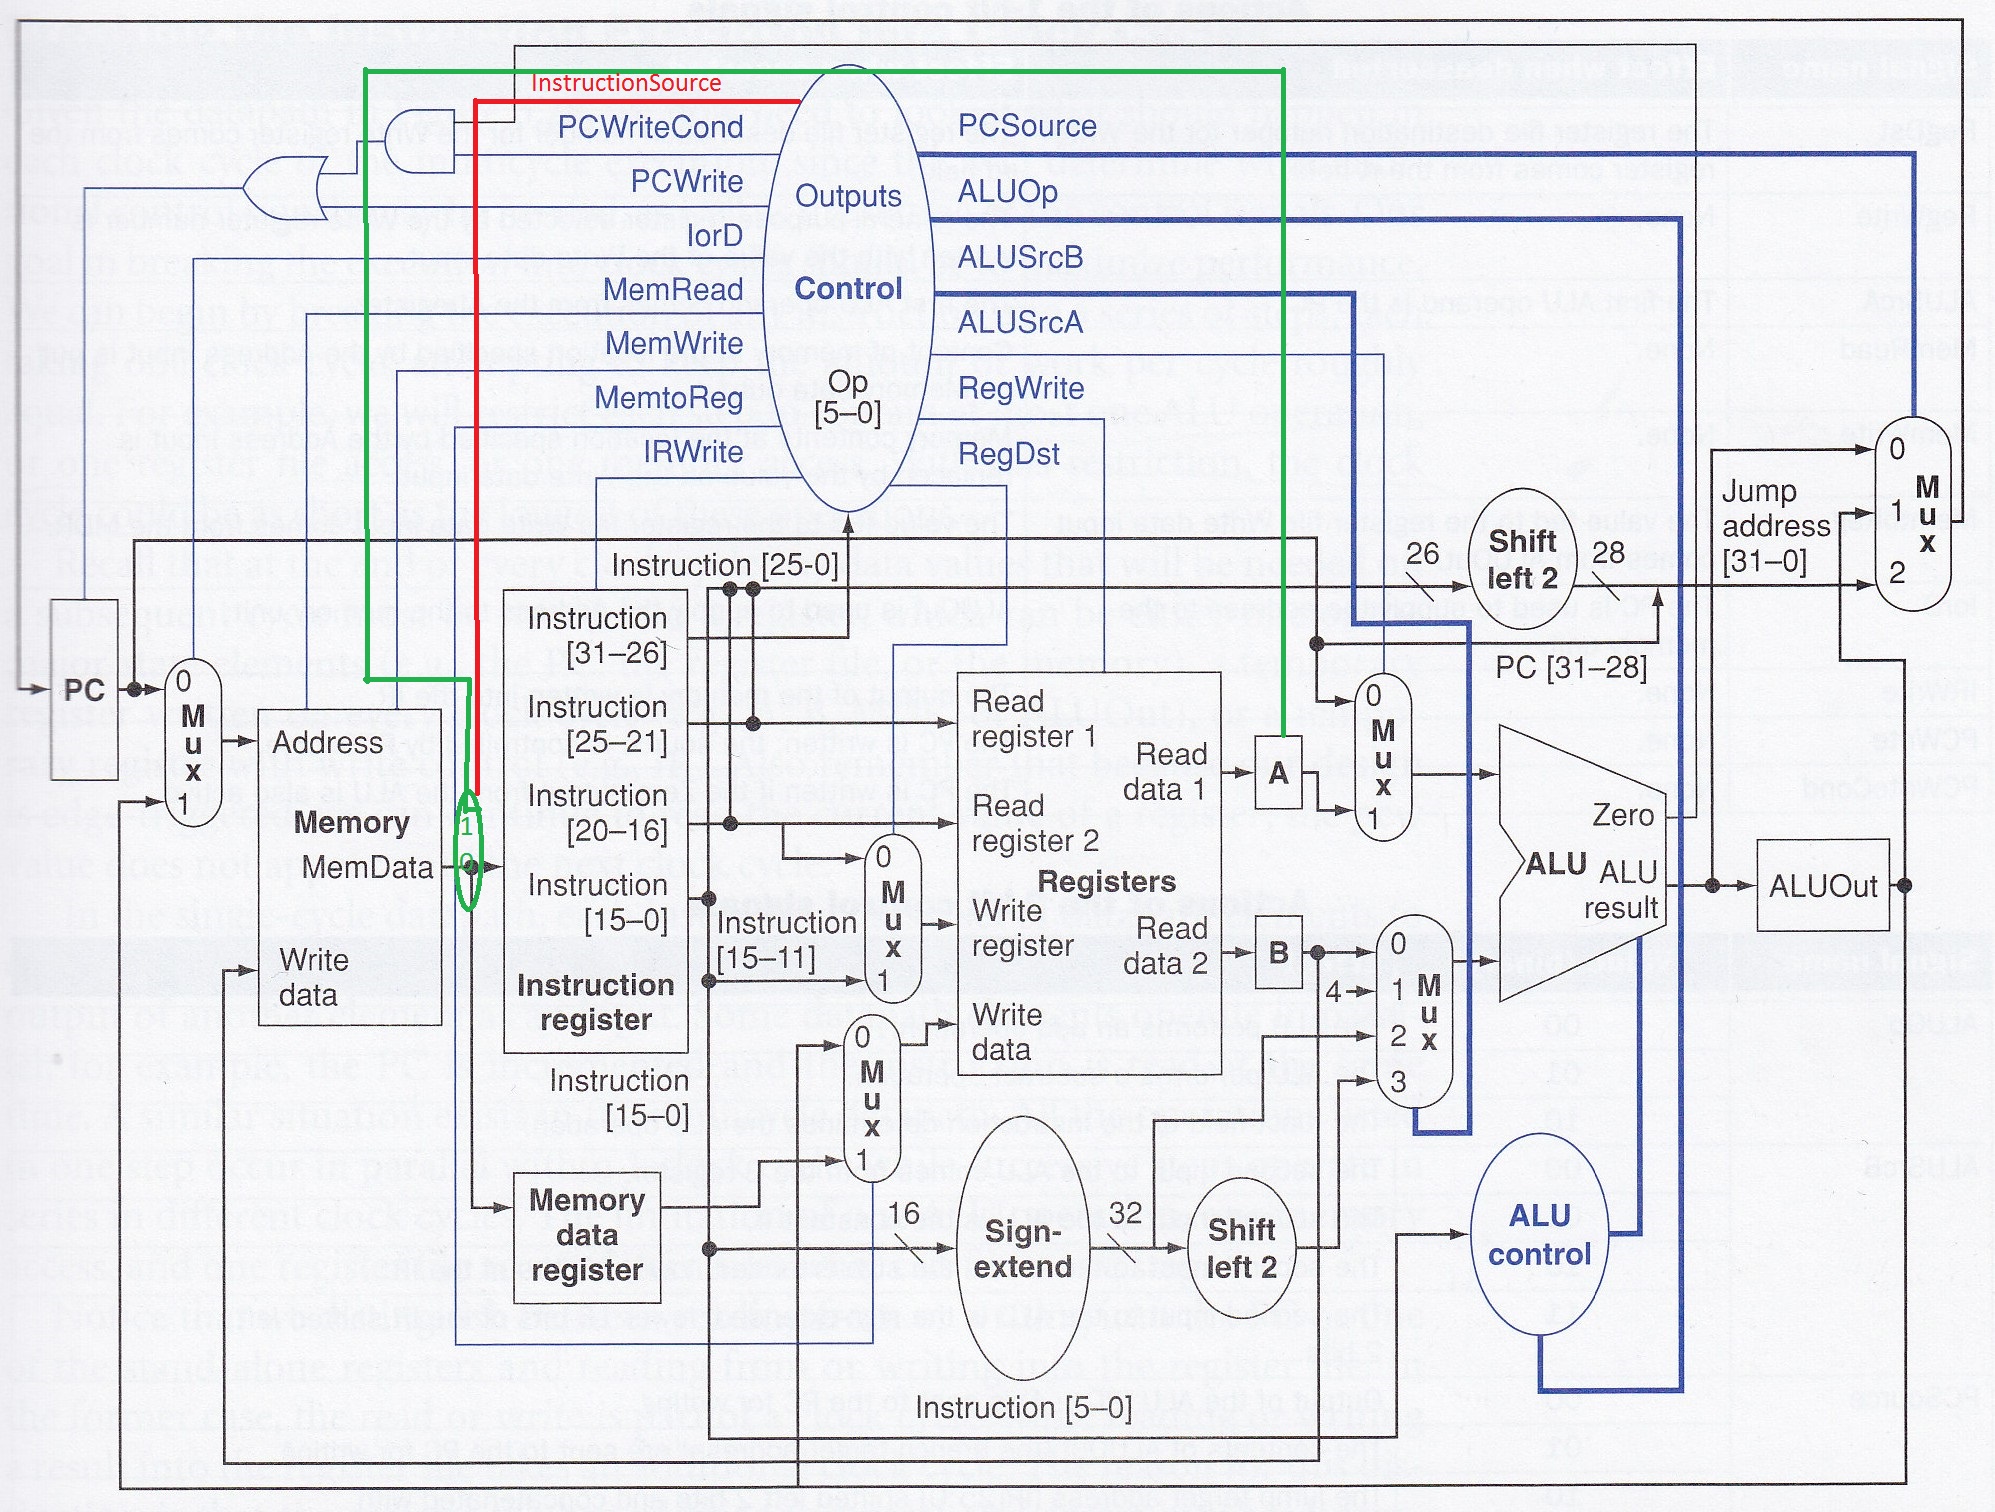 InstructionSource
PCWriteCond
PCWrite
IorD
MemRead
MemWrite
MemtoReg
IRWrite
Outputs
Control
Op
[5–0]
PCSource
ALUOp
ALUSrcB
ALUSrcA
RegWrite
RegDst
PC
0
M
u
x
1
Address
Memory
MemData
Write
data
1
0
Instruction [25-0]
Instruction
[31–26]
Instruction
[25–21]
Instruction
[20–16]
Instruction
[15–0]
Instruction
register
Instruction
[15–0]
Memory
data
register
Instruction
[15–11]
0
M
u
x
1
0
M
u
x
1
Read
register 1
Read
register 2
Registers
Write
register
Write
data
Read
data 1
Read
data 2
A
B
0
M
u
x
1
4
0
1
2
3
M
u
x
16
Sign-
extend
32
Shift
left 2
Instruction [5–0]
26
Shift
left 2
28
Jump
address
[31–0]
PC [31–28]
0
1
2
M
u
x
Zero
ALU
ALU
result
ALUOut
ALU
control